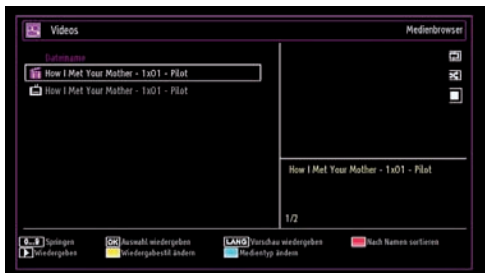 Videos
Medienbrowser
Dateiname
How I Met Your Mother - 1x01 - Pilot
How I Met Your Mother - 1x01 - Pilot
How I Met Your Mother - 1x01 - Pilot
1/2
0...9 Springen OK Auswahl wiedergeben LANG Vorschau wiedergeben Nach Namen sortieren
Wiedergeben Wiedergabestil ändern Medientyp ändern